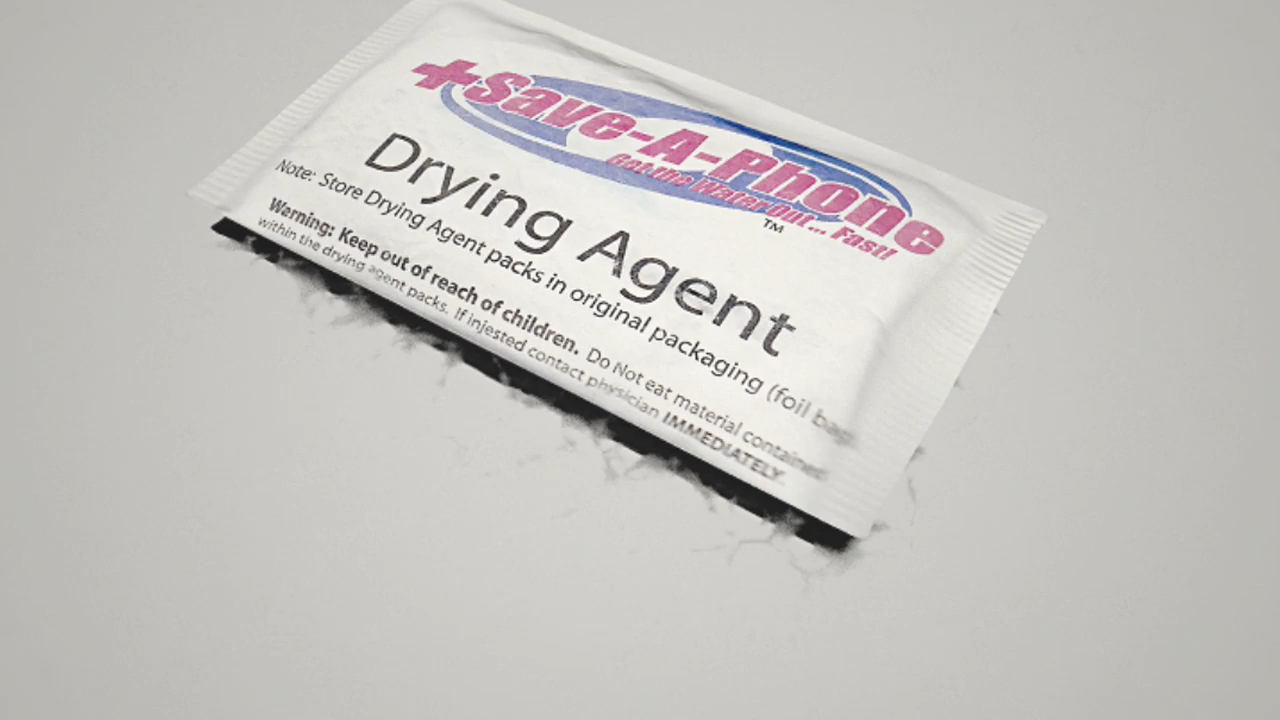 +Save-A-Phone
Get the Water Out... Fast!
TM
Drying Agent
Note: Store Drying Agent packs in original packaging (foil bag
Warning: Keep out of reach of children. Do Not eat material contained
within the drying agent packs. If injested contact physician IMMEDIATELY.